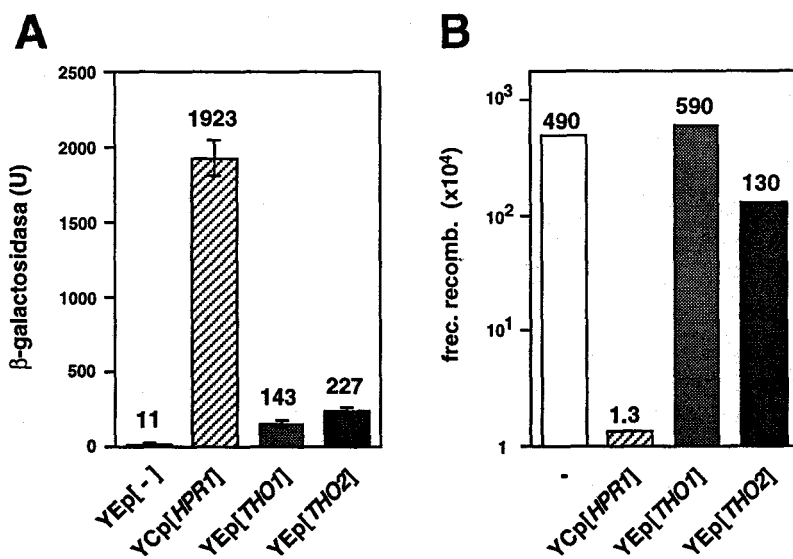 A
β-galactosidasa (U)
2500
2000
1500
1000
500
0
11
1923
143
227
YEp[-]
YCp[HPR1]
YEp[THO1]
YEp[THO2]
B
frec. recomb. (x10⁴)
10³
10²
10¹
1
490
1.3
590
130
-
YCp[HPR1]
YEp[THO1]
YEp[THO2]